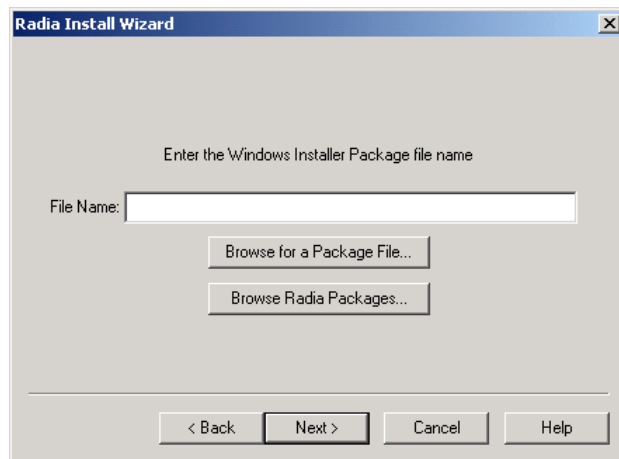 Radia Install Wizard
Enter the Windows Installer Package file name
File Name:
Browse for a Package File...
Browse Radia Packages...
< Back Next > Cancel Help